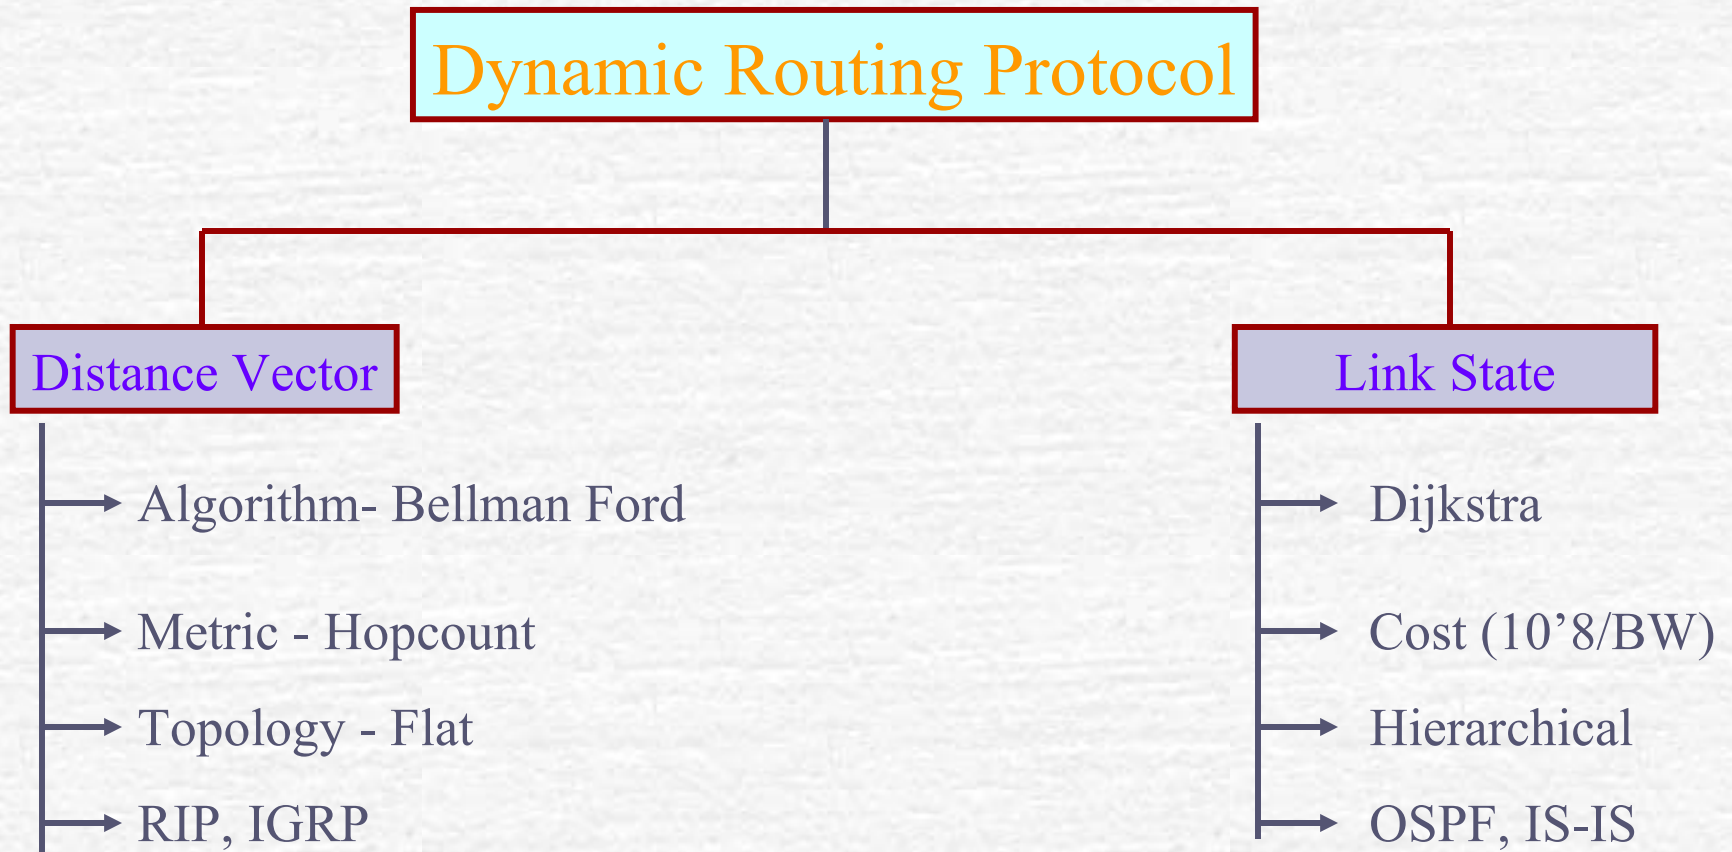 Dynamic Routing Protocol
Distance Vector
Algorithm- Bellman Ford
Metric - Hopcount
Topology - Flat
RIP, IGRP
Link State
Dijkstra
Cost (10’8/BW)
Hierarchical
OSPF, IS-IS